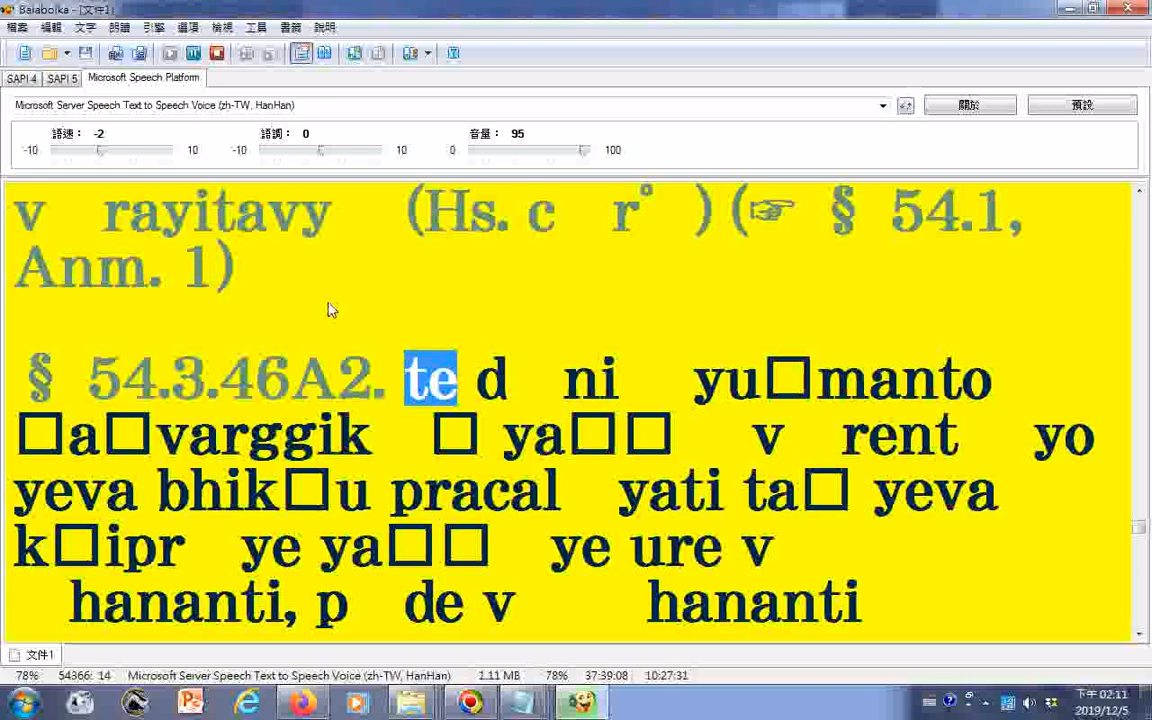 Balabolka - [文件1]
檔案 編輯 文字 朗讀 引擎 選項 檢視 工具 書籤 說明
SAPI 4 SAPI 5 Microsoft Speech Platform
Microsoft Server Speech Text to Speech Voice (zh-TW, HanHan)
關於 預設
語速： -2 語調： 0 音量： 95
-10 10 -10 10 0 100
v rayitavy (Hs. c r° ) (☞ § 54.1,
Anm. 1)
§ 54.3.46A2. te d ni yu□manto
□a□varggik □ ya□□ v rent yo
yeva bhik□u pracal yati ta□ yeva
k□ipr ye ya□□ ye ure v
hananti, p de v hananti
文件1
78% 54366: 14 Microsoft Server Speech Text to Speech Voice (zh-TW, HanHan) 1.11 MB 78% 37:39:08 10:27:31
下午 02:11
2019/12/5